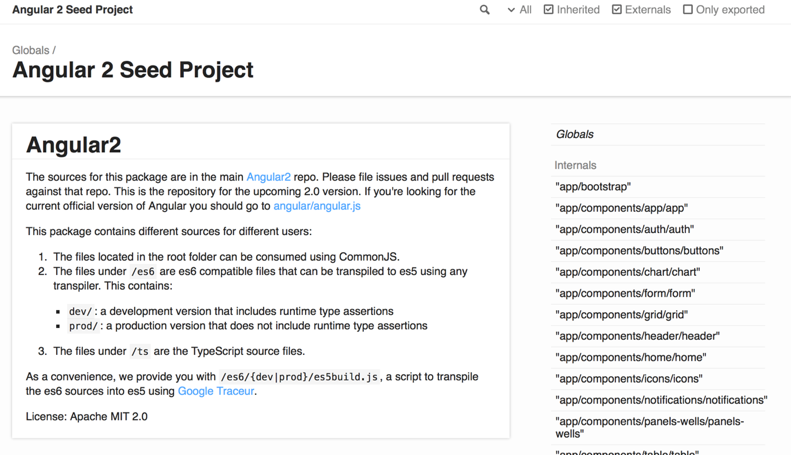 Angular 2 Seed Project
All Inherited Externals Only exported
Globals /
Angular 2 Seed Project
Angular2
The sources for this package are in the main Angular2 repo. Please file issues and pull requests
against that repo. This is the repository for the upcoming 2.0 version. If you're looking for the
current official version of Angular you should go to angular/angular.js
This package contains different sources for different users:
1. The files located in the root folder can be consumed using CommonJS.
2. The files under /es6 are es6 compatible files that can be transpiled to es5 using any
transpiler. This contains:
dev/: a development version that includes runtime type assertions
prod/: a production version that does not include runtime type assertions
3. The files under /ts are the TypeScript source files.
As a convenience, we provide you with /es6/{dev|prod}/es5build.js, a script to transpile
the es6 sources into es5 using Google Traceur.
License: Apache MIT 2.0
Globals
Internals
"app/bootstrap"
"app/components/app/app"
"app/components/auth/auth"
"app/components/buttons/buttons"
"app/components/chart/chart"
"app/components/form/form"
"app/components/grid/grid"
"app/components/header/header"
"app/components/home/home"
"app/components/icons/icons"
"app/components/notifications/notifications"
"app/components/panels-wells/panels-
wells"
"app/components/table/table"